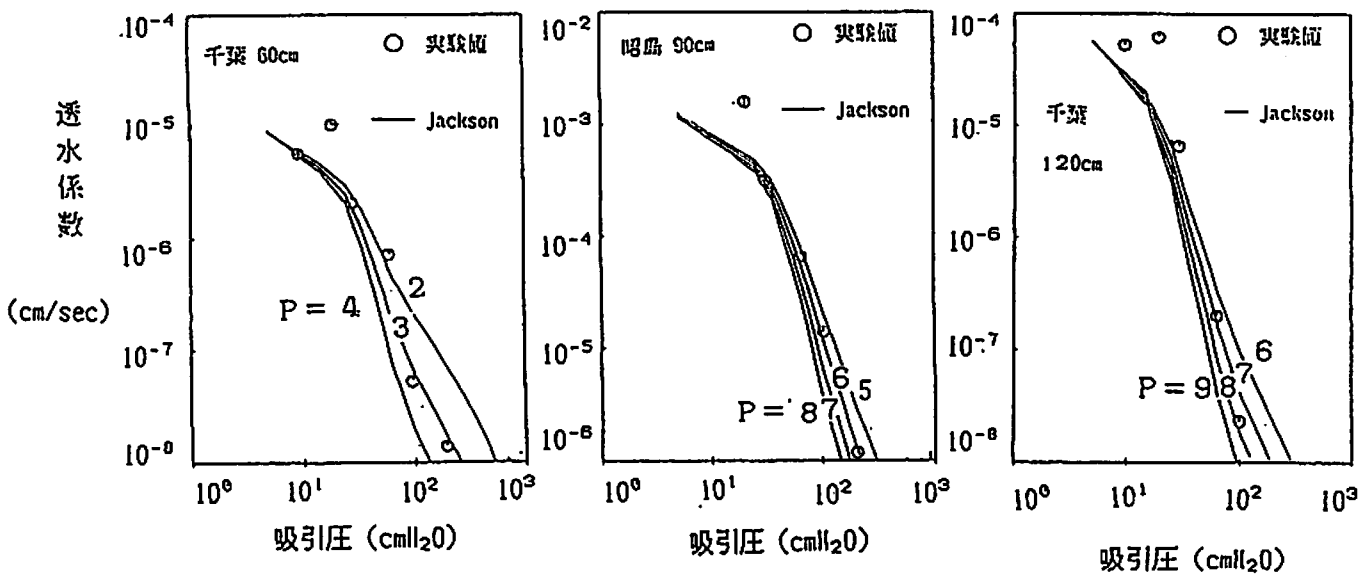 透水係数
(cm/sec)
10⁻⁴
10⁻⁵
10⁻⁶
10⁻⁷
10⁻⁸
千葉 60cm
○ 実験値
— Jackson
P = 4
3
2
10⁰
10¹
10²
10³
吸引圧 (cmH₂O)
10⁻²
10⁻³
10⁻⁴
10⁻⁵
10⁻⁶
90cm
○ 実験値
— Jackson
P = 8
7
6
5
10⁰
10¹
10²
10³
吸引圧 (cmH₂O)
10⁻⁴
10⁻⁵
10⁻⁶
10⁻⁷
10⁻⁸
○ 実験値
千葉
— Jackson
120cm
P = 9
8
7
6
10⁰
10¹
10²
10³
吸引圧 (cmH₂O)